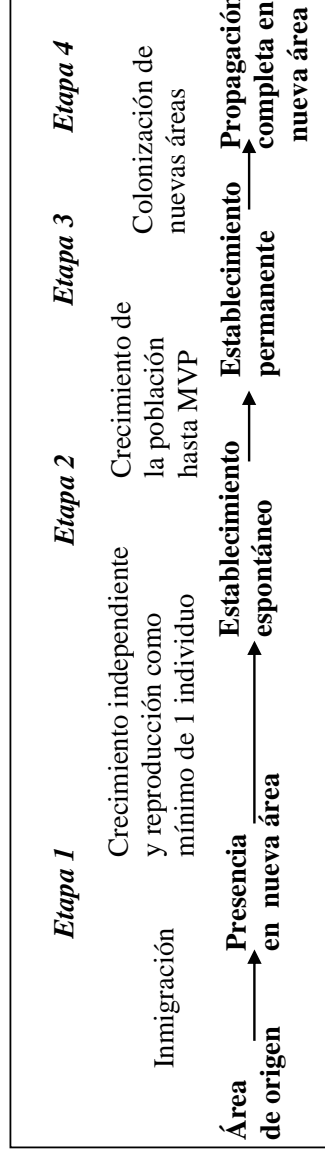 Etapa 1
Etapa 2
Etapa 3
Etapa 4
Inmigración
Crecimiento independiente
y reproducción como
mínimo de 1 individuo
Crecimiento de
la población
hasta MVP
Colonización de
nuevas áreas
Área
de origen
Presencia
en nueva área
Establecimiento
espontáneo
Establecimiento
permanente
Propagación
completa en
nueva área